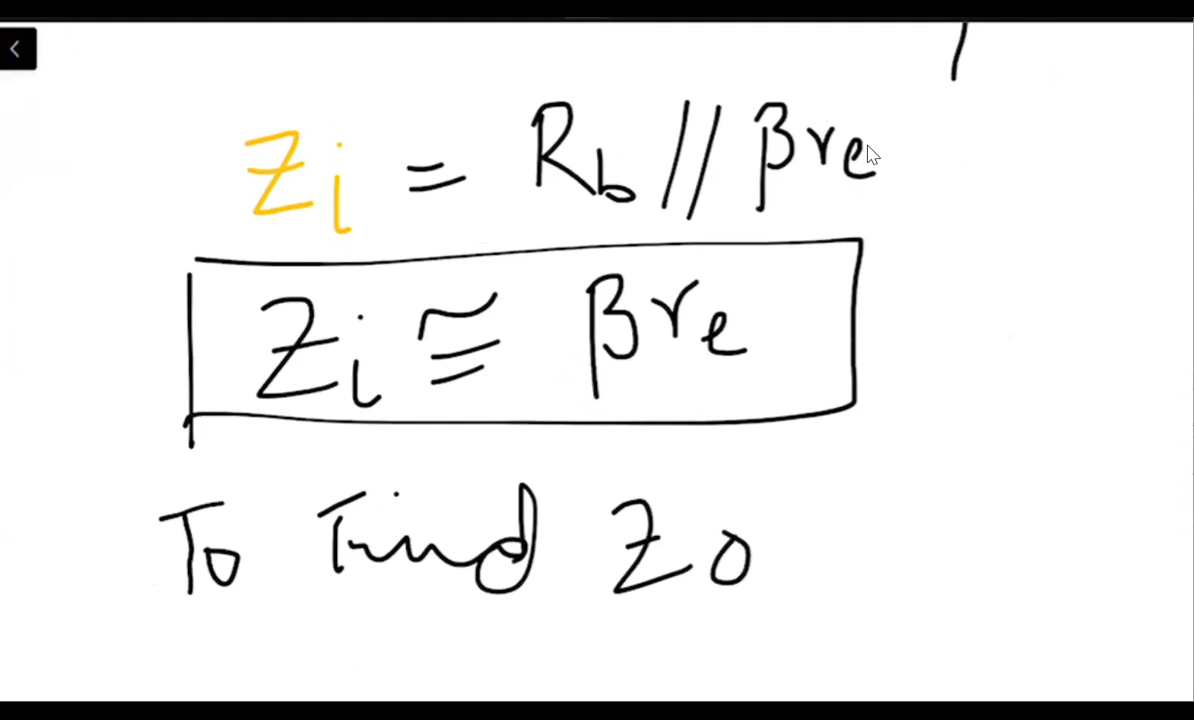 Zi = Rb // βre
Zi ≅ βre
To Find Zo